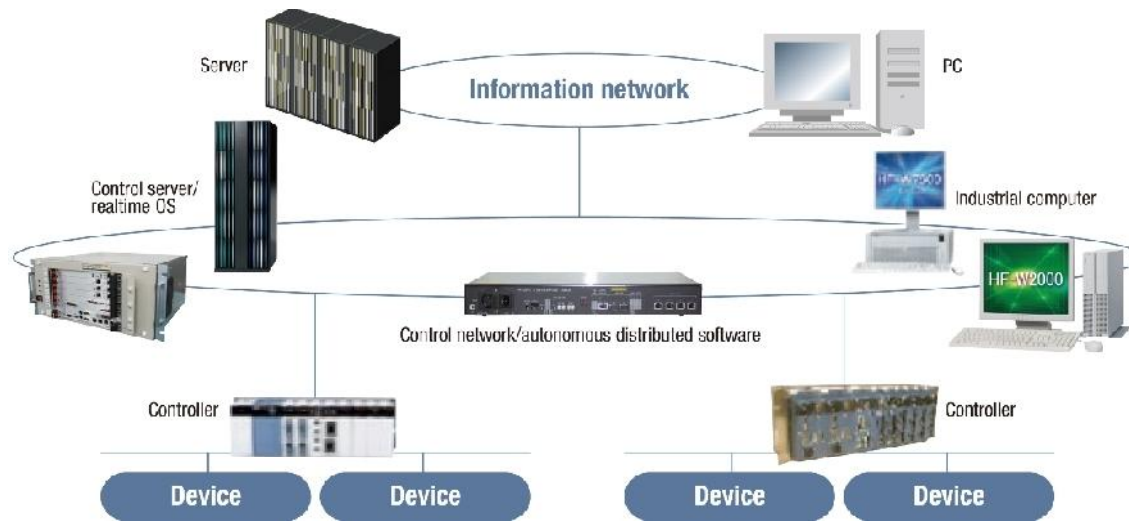 Server
Information network
PC
Control server/
realtime OS
Industrial computer
HF-W2000
Control network/autonomous distributed software
Controller
Controller
Device
Device
Device
Device